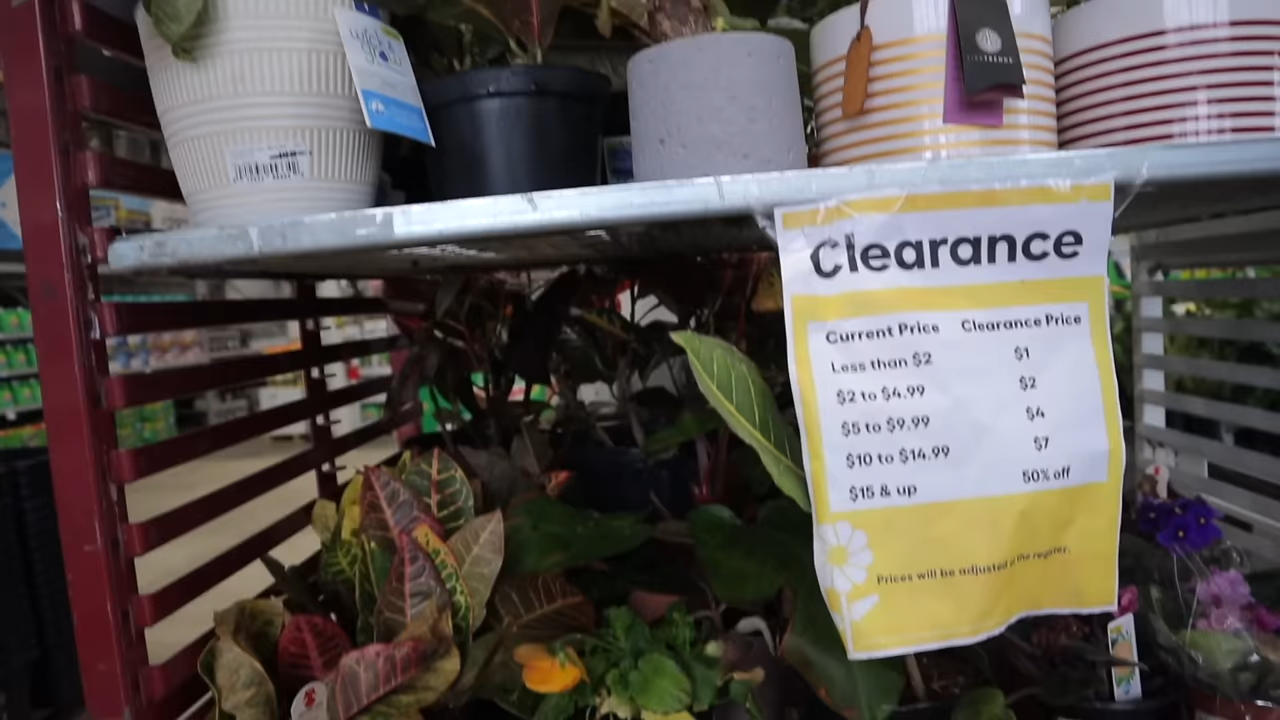 Clearance
Current Price Clearance Price
Less than $2 $1
$2 to $4.99 $2
$5 to $9.99 $4
$10 to $14.99 $7
$15 & up 50% off
Prices will be adjusted at the register.